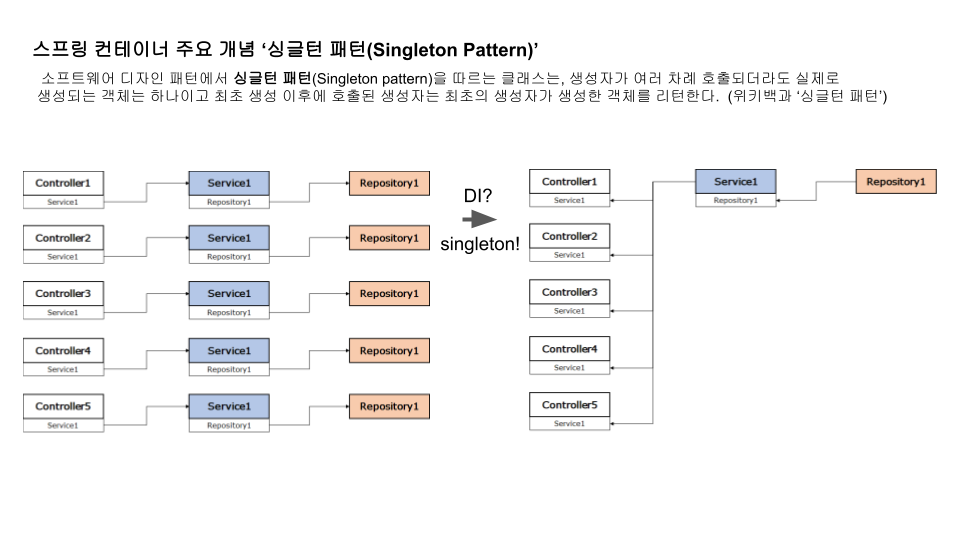 스프링 컨테이너 주요 개념 ‘싱글턴 패턴(Singleton Pattern)’
소프트웨어 디자인 패턴에서 싱글턴 패턴(Singleton pattern)을 따르는 클래스는, 생성자가 여러 차례 호출되더라도 실제로
생성되는 객체는 하나이고 최초 생성 이후에 호출된 생성자는 최초의 생성자가 생성한 객체를 리턴한다. (위키백과 ‘싱글턴 패턴’)
Controller1 Service1 Repository1
Service1 Repository1
Controller2 Service1 Repository1
Service1 Repository1
Controller3 Service1 Repository1
Service1 Repository1
Controller4 Service1 Repository1
Service1 Repository1
Controller5 Service1 Repository1
Service1 Repository1
DI?
singleton!
Controller1 Service1 Repository1
Service1 Repository1
Controller2
Service1
Controller3
Service1
Controller4
Service1
Controller5
Service1